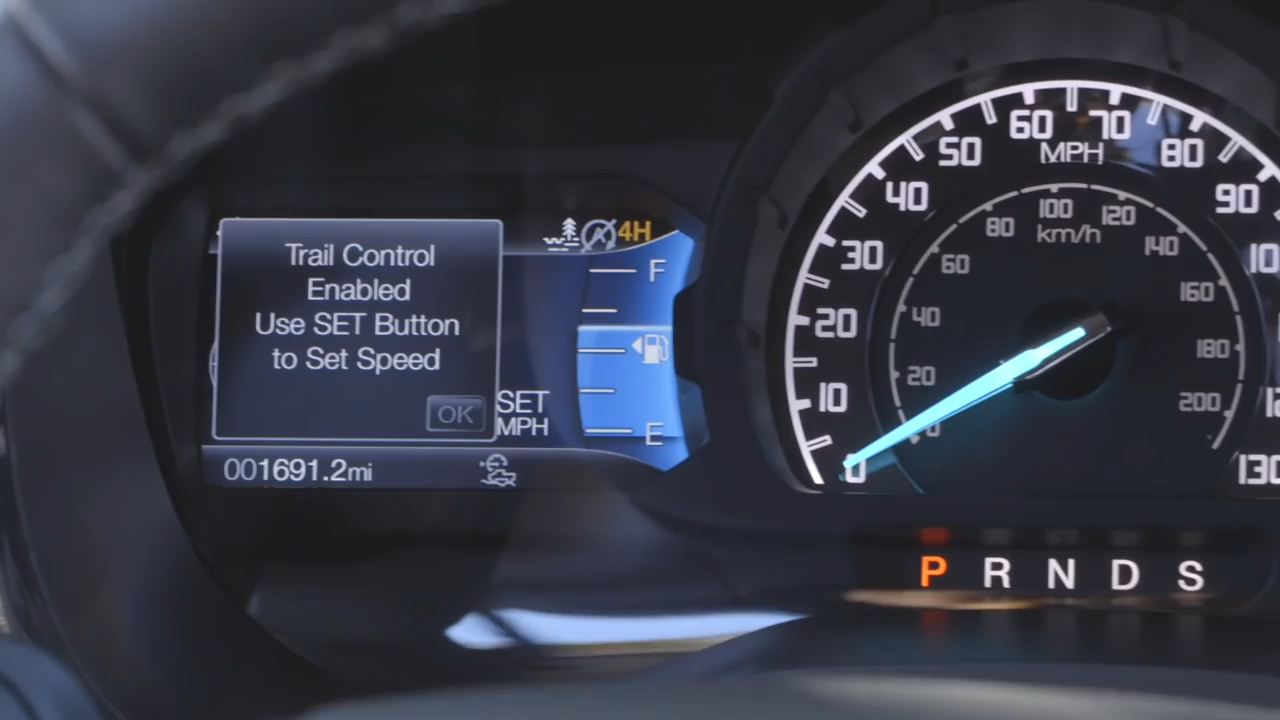 Trail Control
Enabled
Use SET Button
to Set Speed
OK
SET
MPH
001691.2mi
4H
F
E
0
10
20
30
40
50
60
70
80
90
130
MPH
0
20
40
60
80
100
120
140
160
180
200
km/h
P R N D S